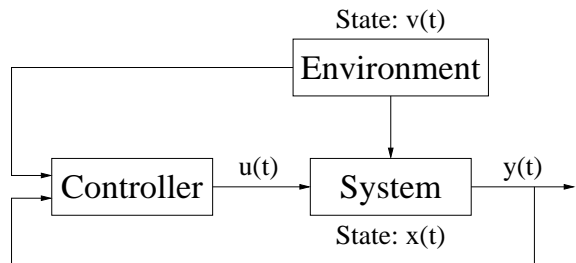 State: v(t)
Environment
Controller
u(t)
System
y(t)
State: x(t)